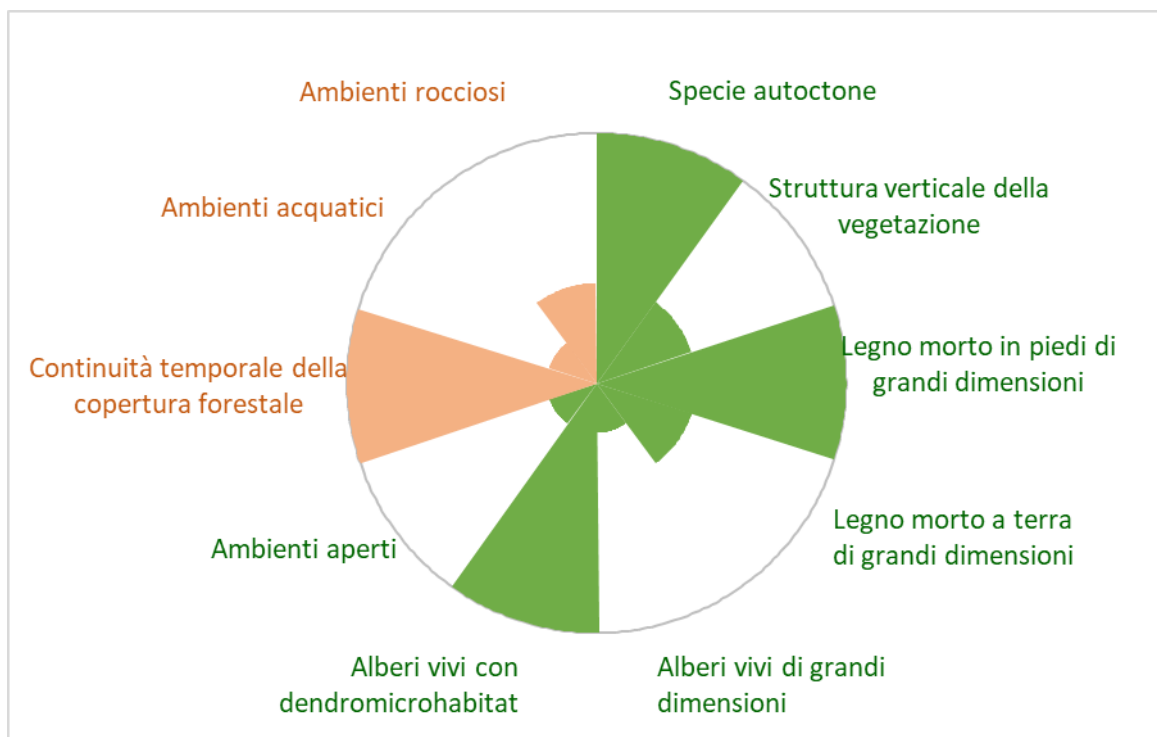 Ambienti rocciosi
Specie autoctone
Struttura verticale della
vegetazione
Ambienti acquatici
Legno morto in piedi di
grandi dimensioni
Continuità temporale della
copertura forestale
Legno morto a terra
di grandi dimensioni
Ambienti aperti
Alberi vivi con
dendromicrohabitat
Alberi vivi di grandi
dimensioni